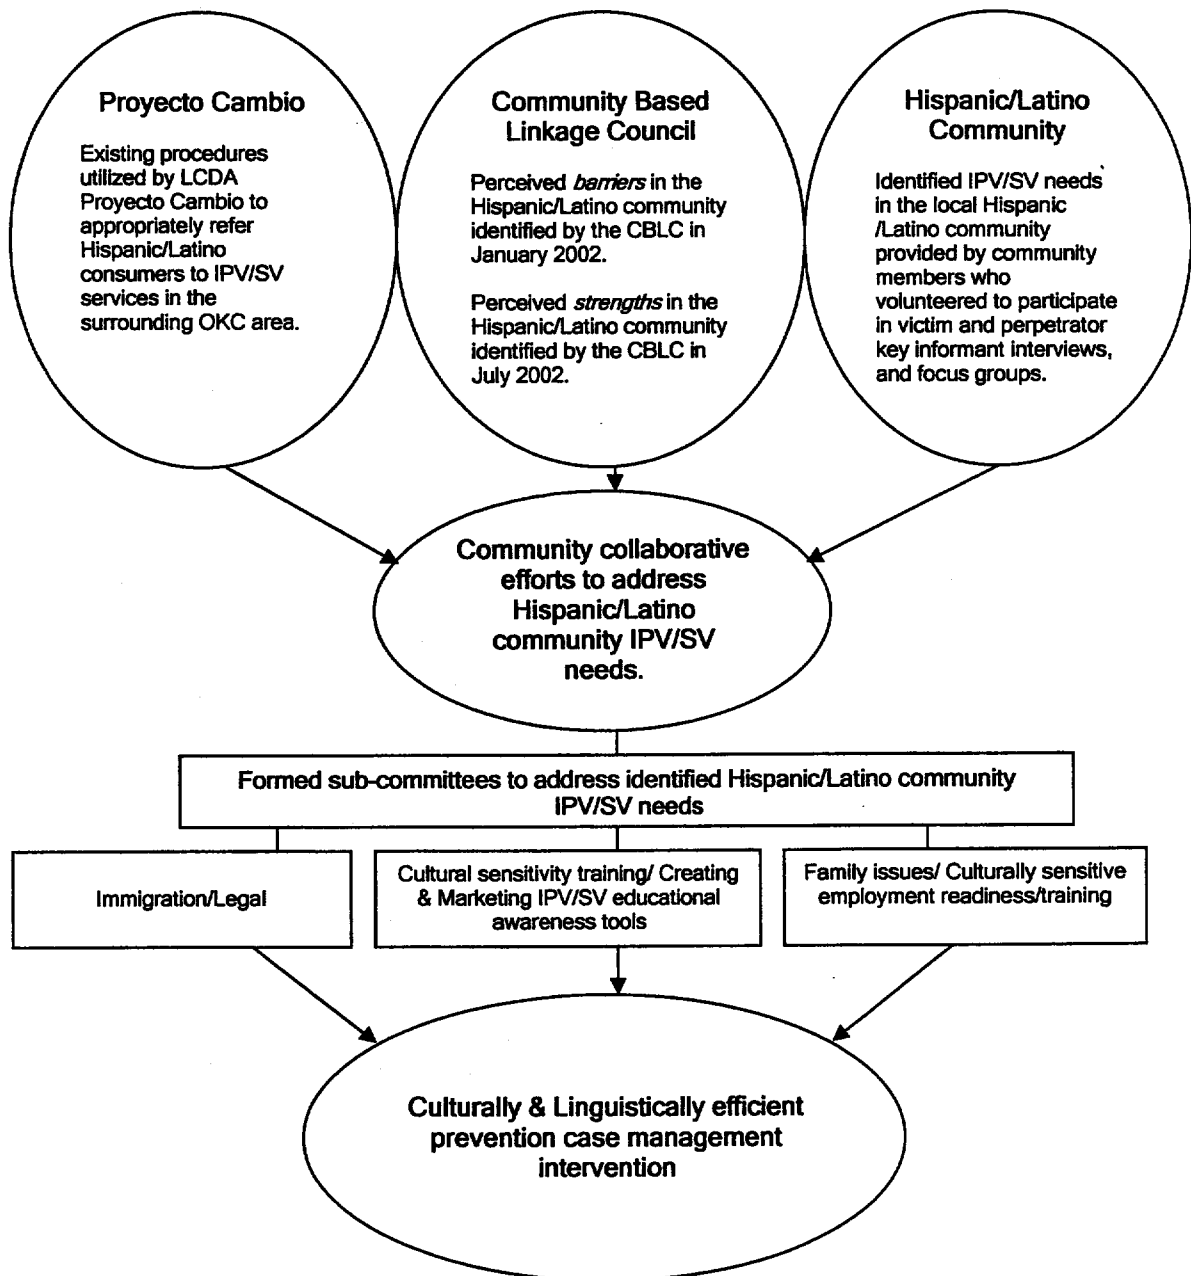 Proyecto Cambio
Existing procedures
utilized by LCDA
Proyecto Cambio to
appropriately refer
Hispanic/Latino
consumers to IPV/SV
services in the
surrounding OKC area.
Community Based
Linkage Council
Perceived barriers in the
Hispanic/Latino community
identified by the CBLC in
January 2002.
Perceived strengths in the
Hispanic/Latino community
identified by the CBLC in
July 2002.
Hispanic/Latino
Community
Identified IPV/SV needs
in the local Hispanic
/Latino community
provided by community
members who
volunteered to participate
in victim and perpetrator
key informant interviews,
and focus groups.
Community collaborative
efforts to address
Hispanic/Latino
community IPV/SV
needs.
Formed sub-committees to address identified Hispanic/Latino community
IPV/SV needs
Immigration/Legal
Cultural sensitivity training/ Creating
& Marketing IPV/SV educational
awareness tools
Family issues/ Culturally sensitive
employment readiness/training
Culturally & Linguistically efficient
prevention case management
intervention